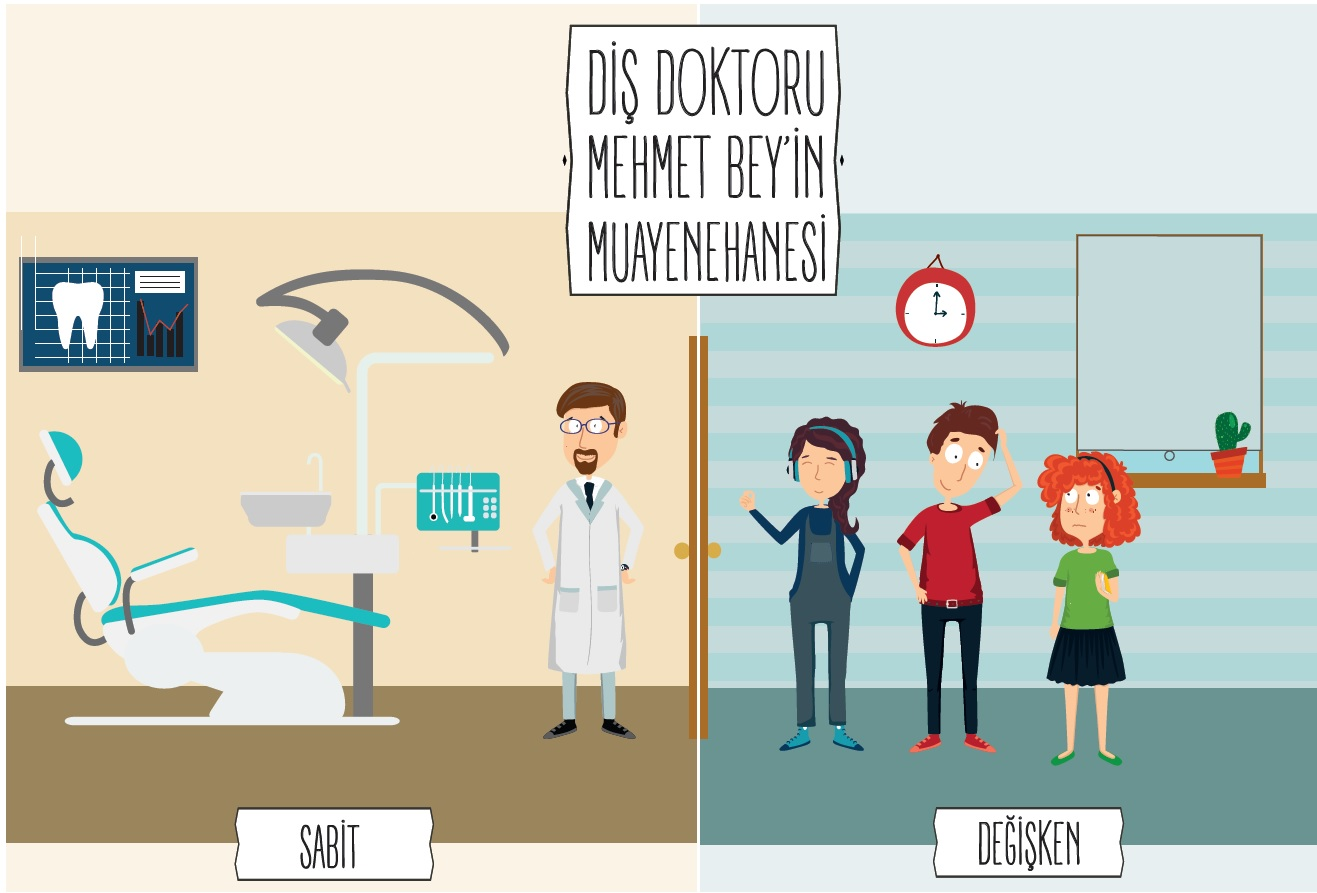 DİŞ DOKTORU
MEHMET BEY'İN
MUAYENEHANESİ
SABİT
DEĞİŞKEN